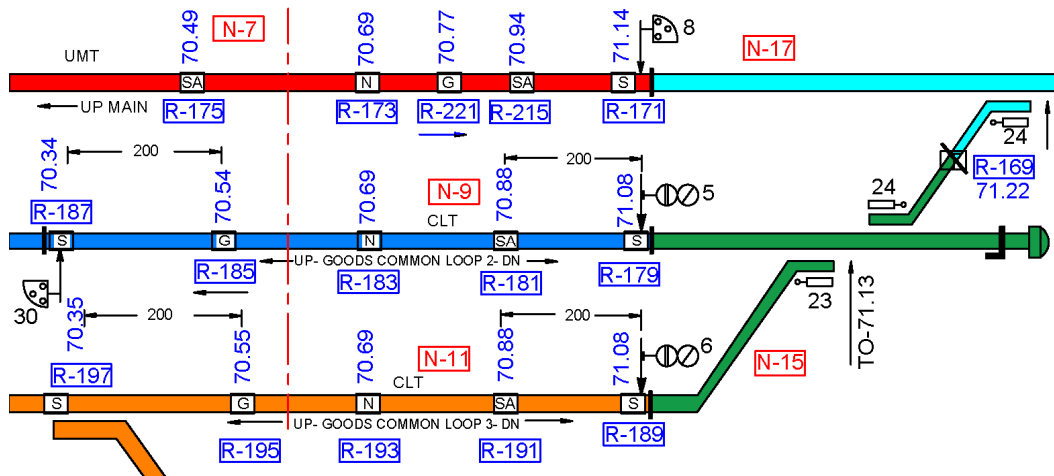 70.49
N-7
70.69
70.77
70.94
71.14
8
N-17
UMT
SA
N
G
SA
S
UP MAIN
R-175
R-173
R-221
R-215
R-171
24
R-169
71.22
70.34
200
70.54
70.69
N-9
70.88
200
71.08
5
24
R-187
CLT
S
G
N
SA
S
UP- GOODS COMMON LOOP 2- DN
R-185
R-183
R-181
R-179
30
70.35
200
70.55
70.69
N-11
70.88
200
71.08
6
23
TO-71.13
N-15
R-197
CLT
S
G
N
SA
S
UP- GOODS COMMON LOOP 3- DN
R-195
R-193
R-191
R-189